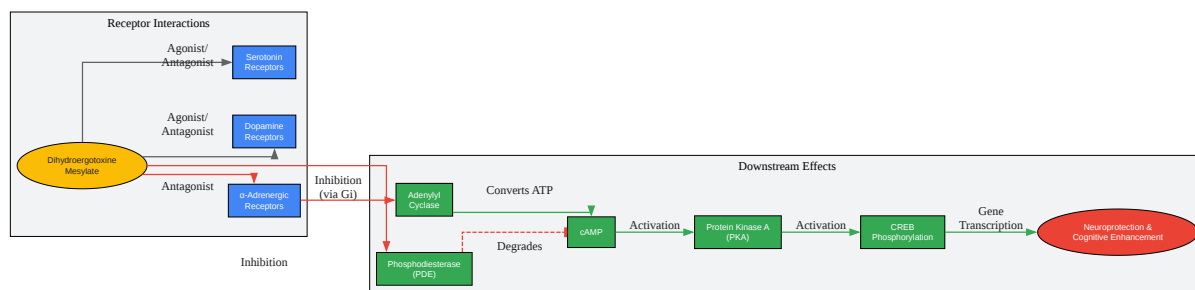 Receptor Interactions
Agonist/
Antagonist
Serotonin
Receptors
Agonist/
Antagonist
Dopamine
Receptors
Dihydroergotoxine
Mesylate
Antagonist
α-Adrenergic
Receptors
Inhibition
(via Gi)
Inhibition
Downstream Effects
Adenylyl
Cyclase
Converts ATP
Phosphodiesterase
(PDE)
Degrades
cAMP
Activation
Protein Kinase A
(PKA)
Activation
CREB
Phosphorylation
Gene
Transcription
Neuroprotection &
Cognitive Enhancement